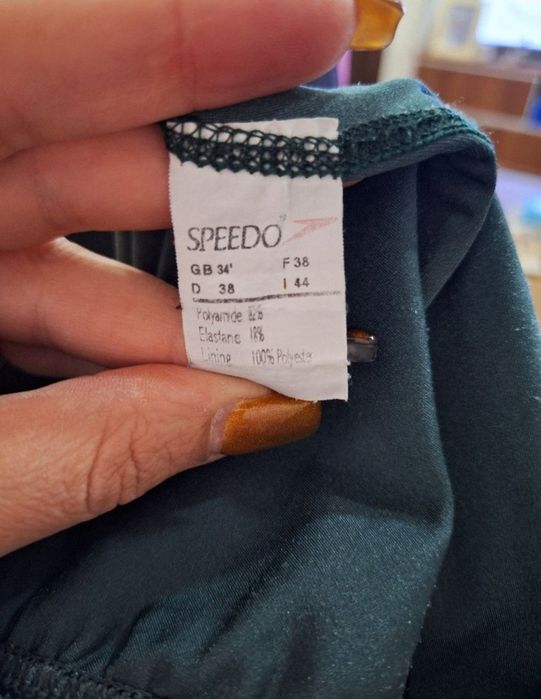 SPEEDO
GB 34' F 38
D 38 I 44
Polyamide 82%
Elastane 18%
Lining 100% Polyester